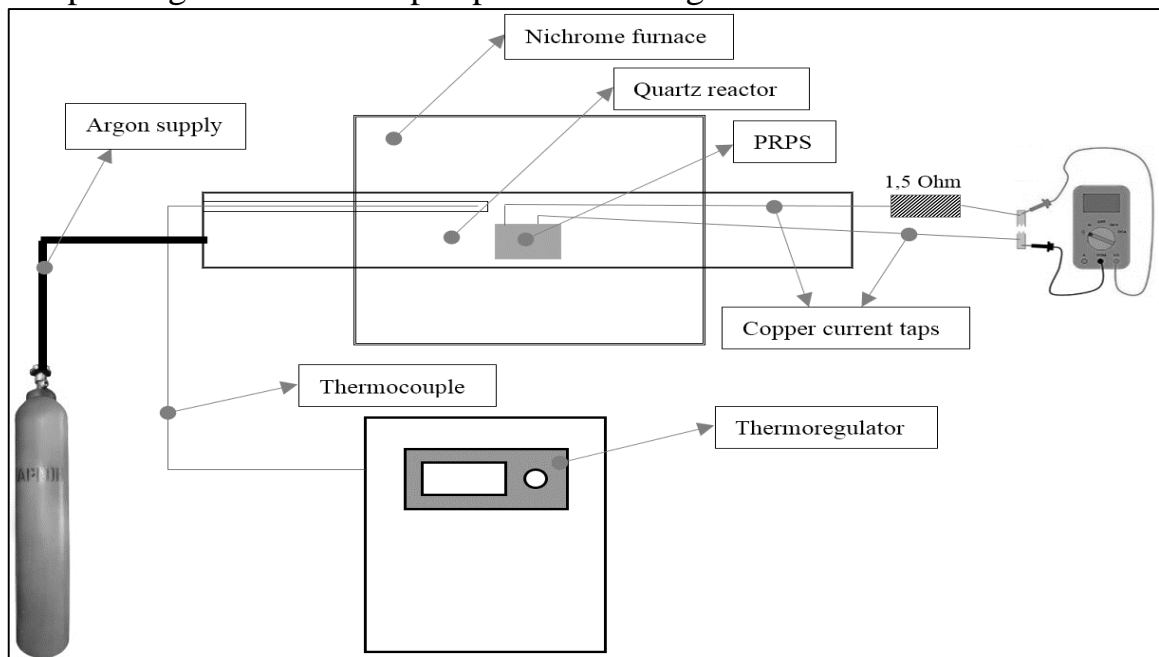 Nichrome furnace
Quartz reactor
Argon supply
PRPS
1,5 Ohm
Copper current taps
Thermocouple
Thermoregulator